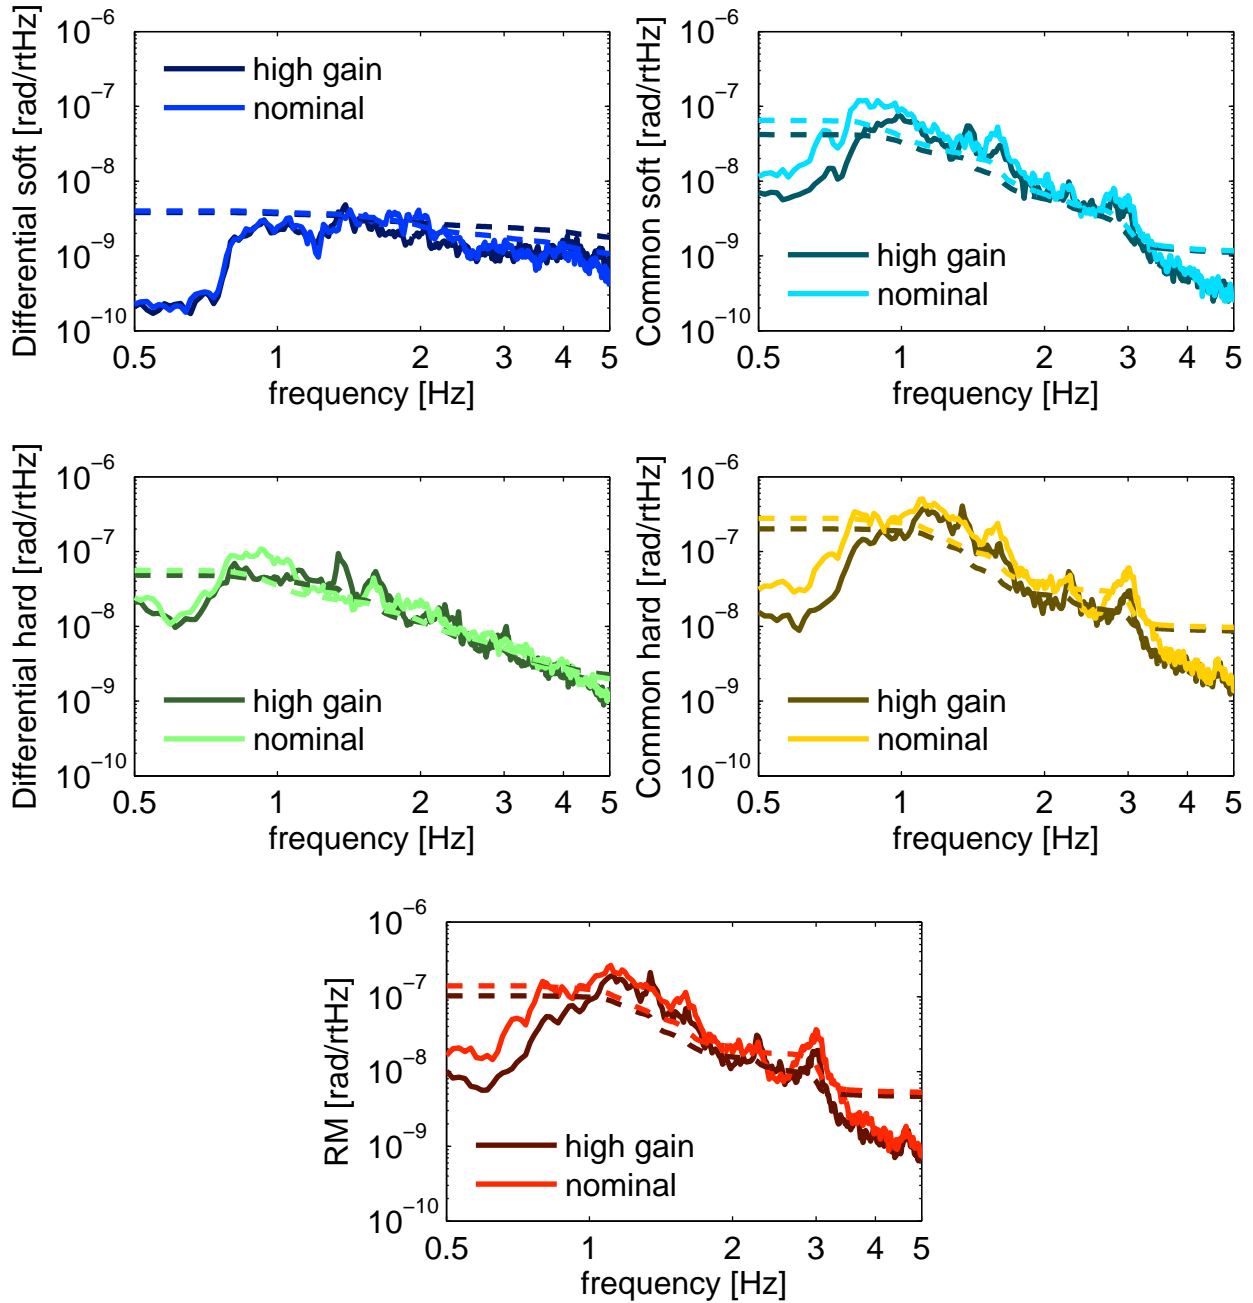 Differential soft [rad/rtHz]
10−6
10−7
10−8
10−9
10−10
high gain
nominal
0.5 1 2 3 4 5
frequency [Hz]
Common soft [rad/rtHz]
10−6
10−7
10−8
10−9
10−10
high gain
nominal
0.5 1 2 3 4 5
frequency [Hz]
Differential hard [rad/rtHz]
10−6
10−7
10−8
10−9
10−10
high gain
nominal
0.5 1 2 3 4 5
frequency [Hz]
Common hard [rad/rtHz]
10−6
10−7
10−8
10−9
10−10
high gain
nominal
0.5 1 2 3 4 5
frequency [Hz]
RM [rad/rtHz]
10−6
10−7
10−8
10−9
10−10
high gain
nominal
0.5 1 2 3 4 5
frequency [Hz]